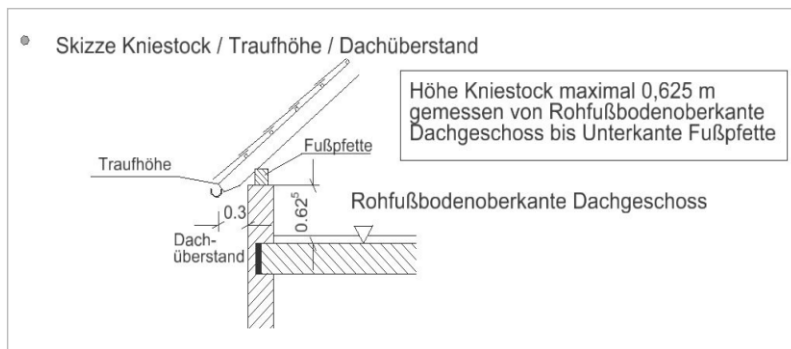 Skizze Kniestock / Traufhöhe / Dachüberstand
Höhe Kniestock maximal 0,625 m
gemessen von Rohfußbodenoberkante
Dachgeschoss bis Unterkante Fußpfette
Fußpfette
Traufhöhe
Rohfußbodenoberkante Dachgeschoss
0.3
0.62⁵
Dach-
überstand